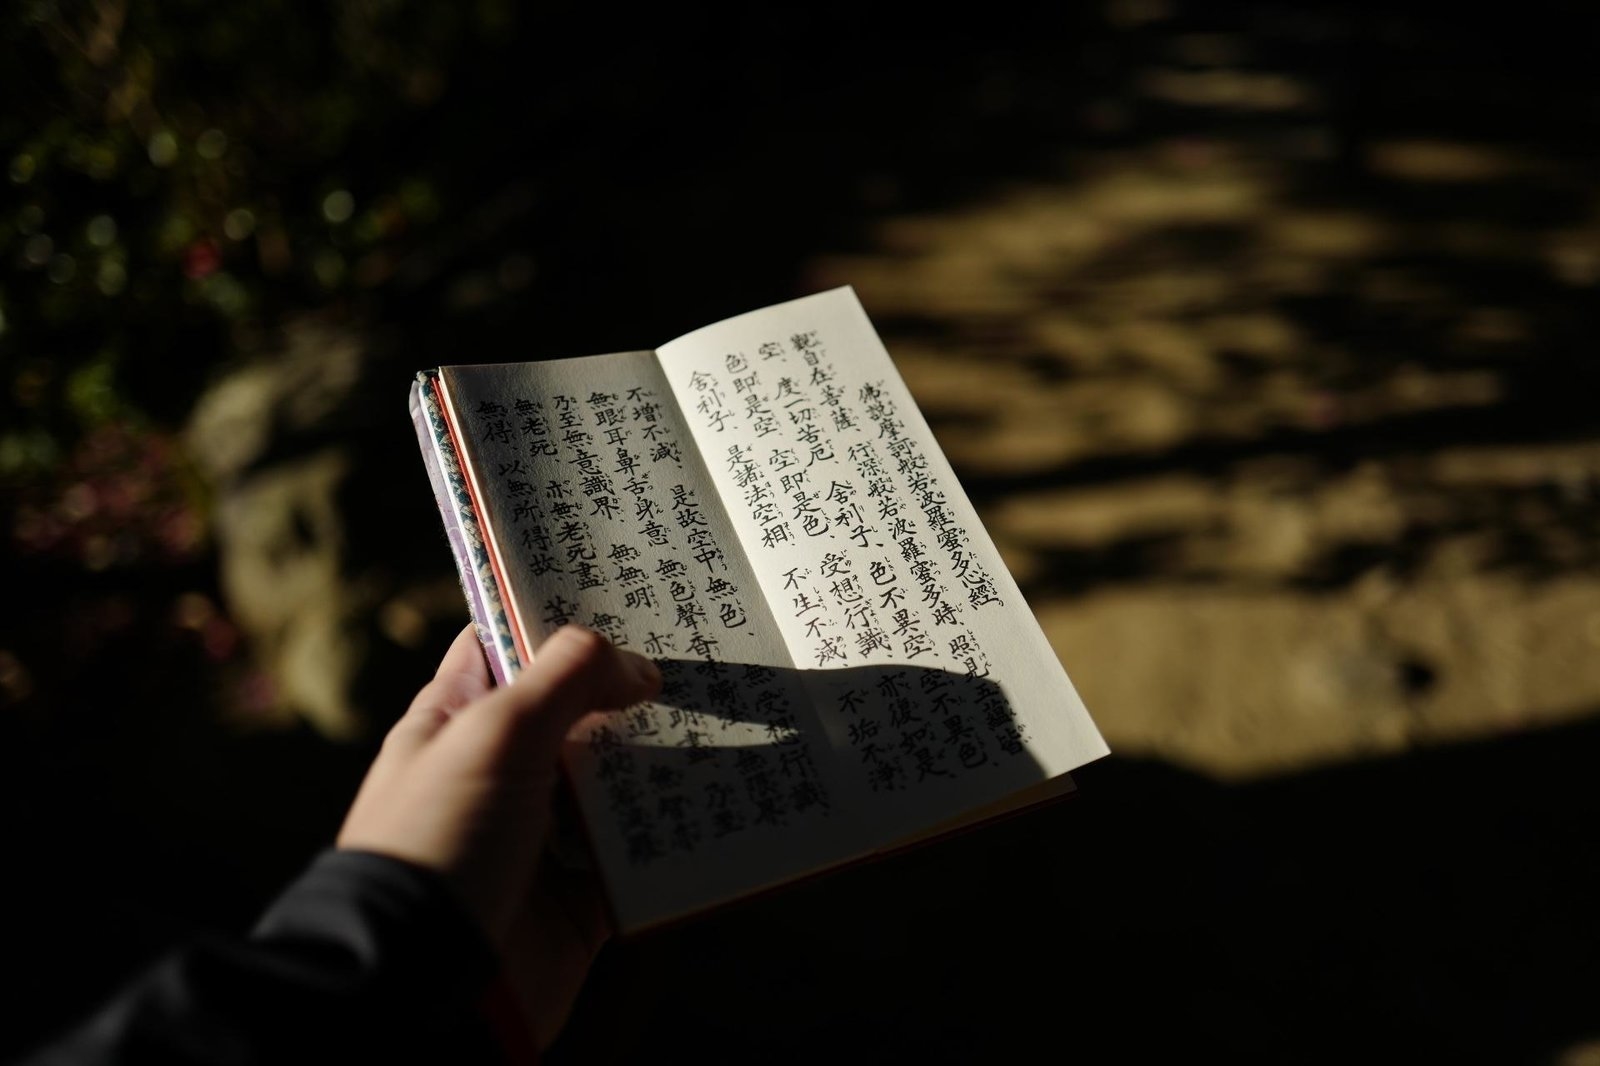 佛説摩訶般若波羅蜜多心經
觀自在菩薩、行深般若波羅蜜多時、照見五蘊皆
空、度一切苦厄。舍利子、色不異空、空不異色、
色即是空、空即是色、受想行識、亦復如是。
舍利子、是諸法空相、不生不滅、不垢不淨、
不增不減、是故空中、無色、無受想行識、
無眼耳鼻舌身意、無色聲香味觸法、無眼界、
乃至無意識界、無無明、亦無無明盡、乃至
無老死、亦無老死盡、無道、無智亦
無得、以無所得故、菩依般若波羅